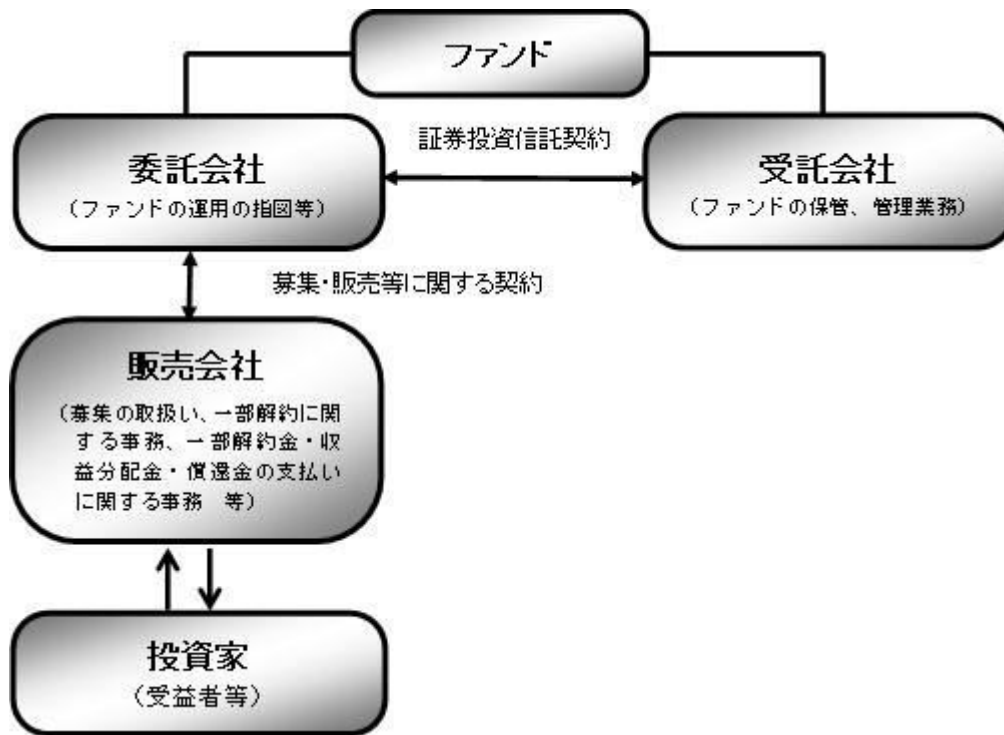 ファンド
証券投資信託契約
委託会社
（ファンドの運用の指図等）
受託会社
（ファンドの保管、管理業務）
募集・販売等に関する契約
販売会社
（募集の取扱い、一部解約に関
する事務、一部解約金・収
益分配金・償還金の支払い
に関する事務　等）
投資家
（受益者等）